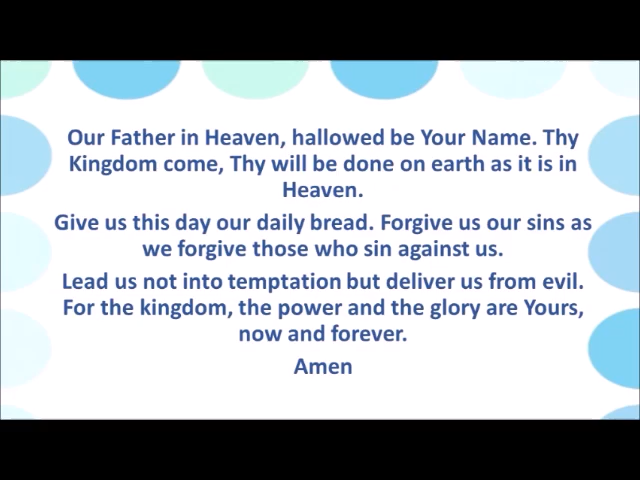 Our Father in Heaven, hallowed be Your Name. Thy
Kingdom come, Thy will be done on earth as it is in
Heaven.
Give us this day our daily bread. Forgive us our sins as
we forgive those who sin against us.
Lead us not into temptation but deliver us from evil.
For the kingdom, the power and the glory are Yours,
now and forever.
Amen